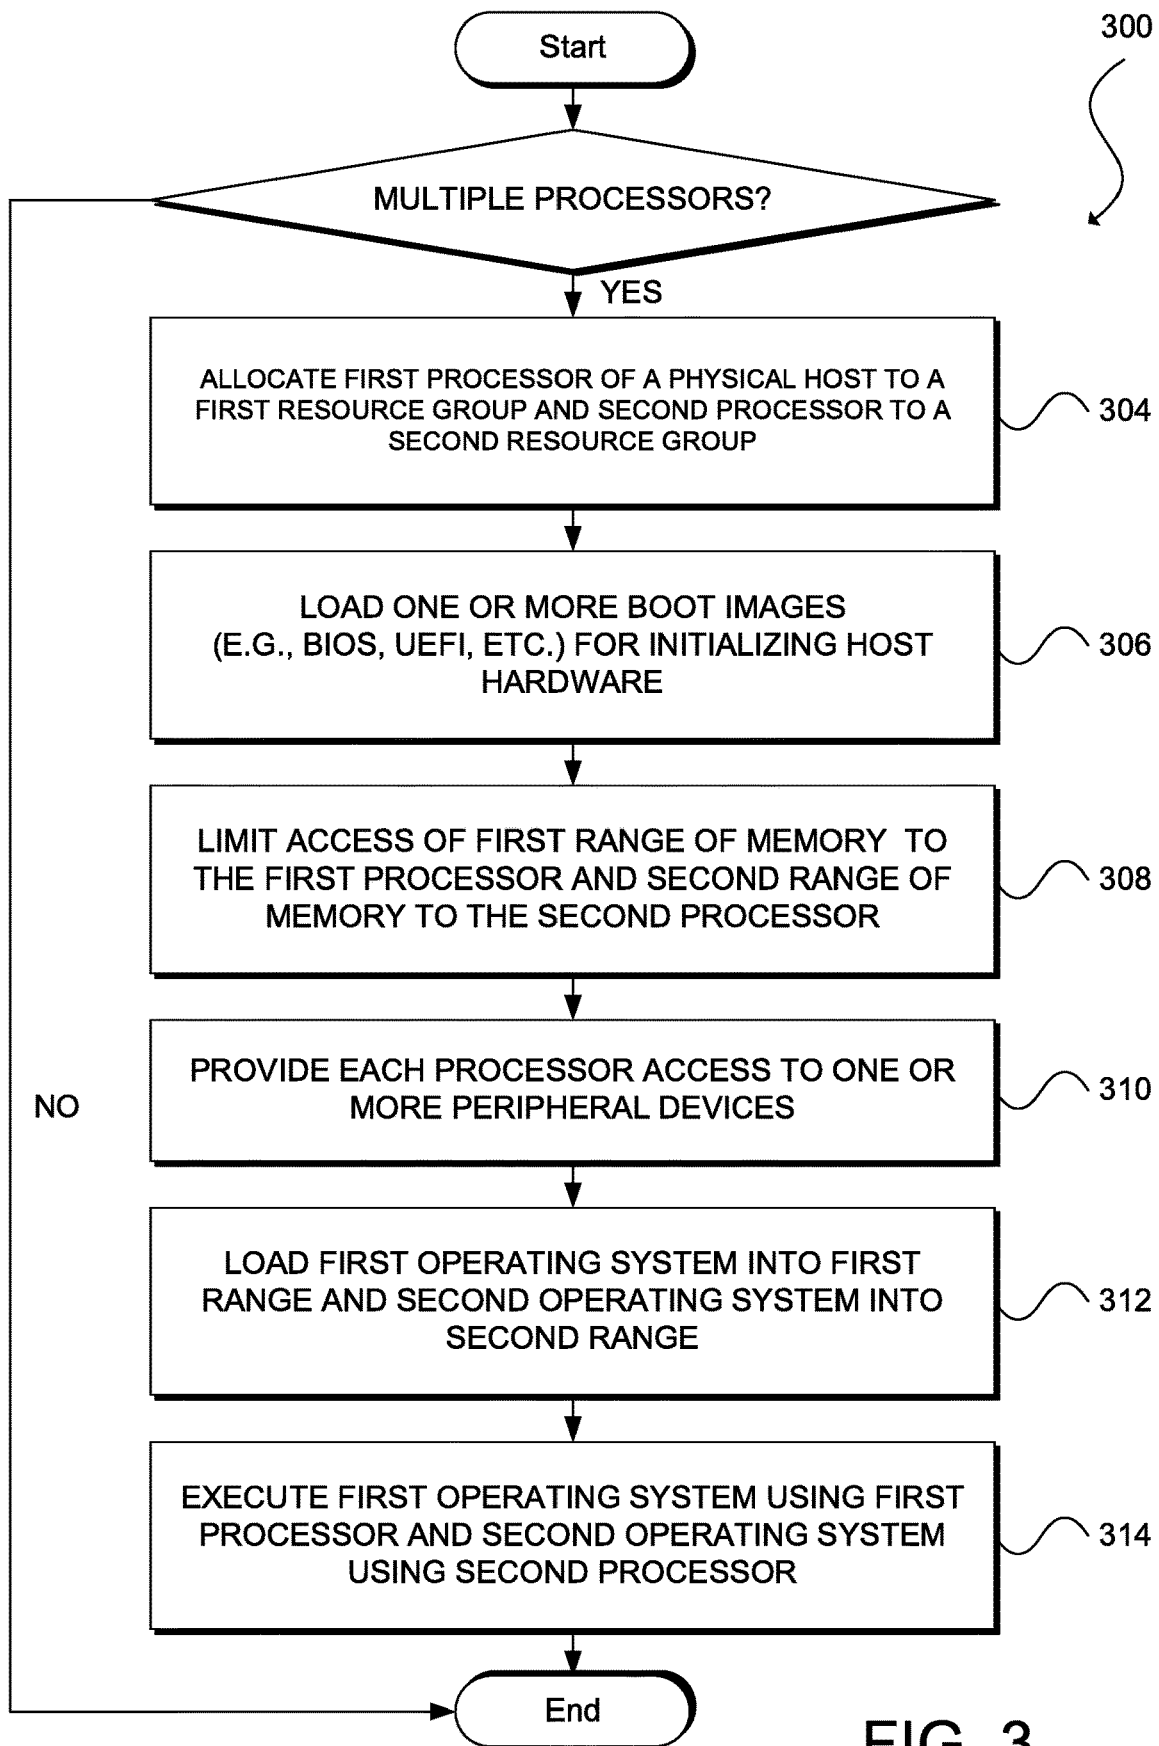 Start
300
MULTIPLE PROCESSORS?
YES
ALLOCATE FIRST PROCESSOR OF A PHYSICAL HOST TO A
FIRST RESOURCE GROUP AND SECOND PROCESSOR TO A
SECOND RESOURCE GROUP
304
LOAD ONE OR MORE BOOT IMAGES
(E.G., BIOS, UEFI, ETC.) FOR INITIALIZING HOST
HARDWARE
306
LIMIT ACCESS OF FIRST RANGE OF MEMORY TO
THE FIRST PROCESSOR AND SECOND RANGE OF
MEMORY TO THE SECOND PROCESSOR
308
PROVIDE EACH PROCESSOR ACCESS TO ONE OR
MORE PERIPHERAL DEVICES
310
NO
LOAD FIRST OPERATING SYSTEM INTO FIRST
RANGE AND SECOND OPERATING SYSTEM INTO
SECOND RANGE
312
EXECUTE FIRST OPERATING SYSTEM USING FIRST
PROCESSOR AND SECOND OPERATING SYSTEM
USING SECOND PROCESSOR
314
End
FIG. 3